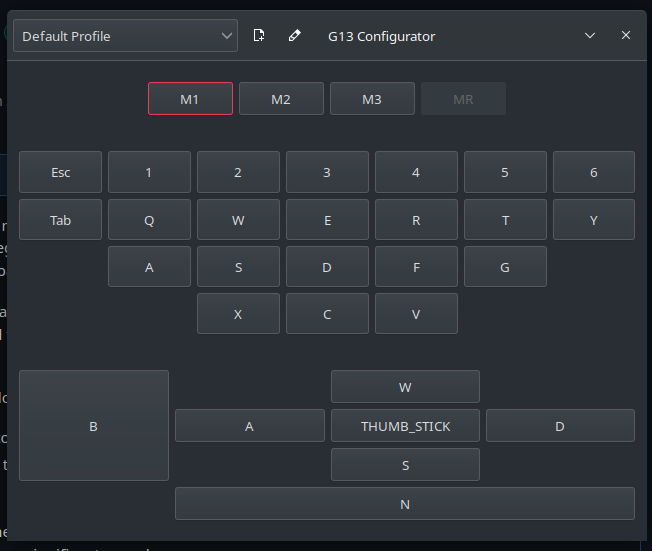 Default Profile G13 Configurator
M1 M2 M3 MR
Esc 1 2 3 4 5 6
Tab Q W E R T Y
A S D F G
X C V
W
B A THUMB_STICK D
S
N